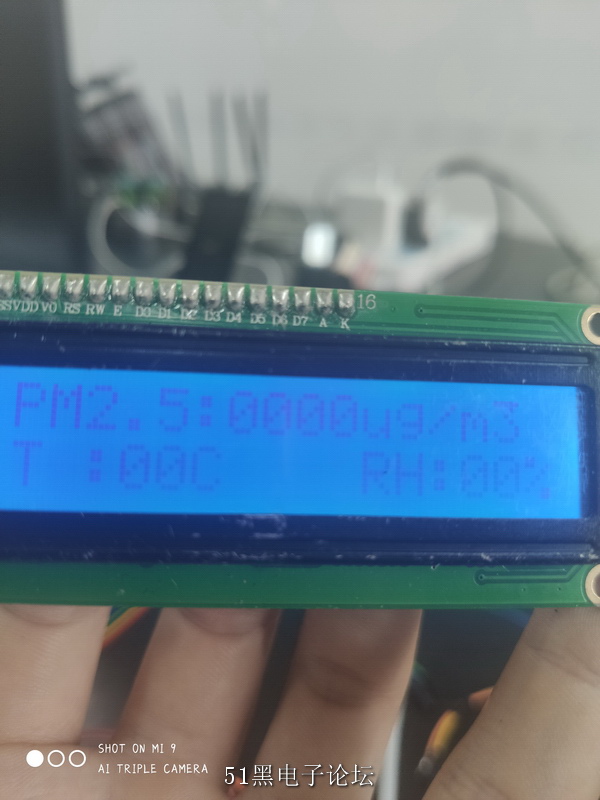 16
SSVDD V0 RS RW E D0 D1 D2 D3 D4 D5 D6 D7 A K
PM2.5:0000ug/m3
T :00C RH:00%
SHOT ON MI 9
AI TRIPLE CAMERA
51黑电子论坛